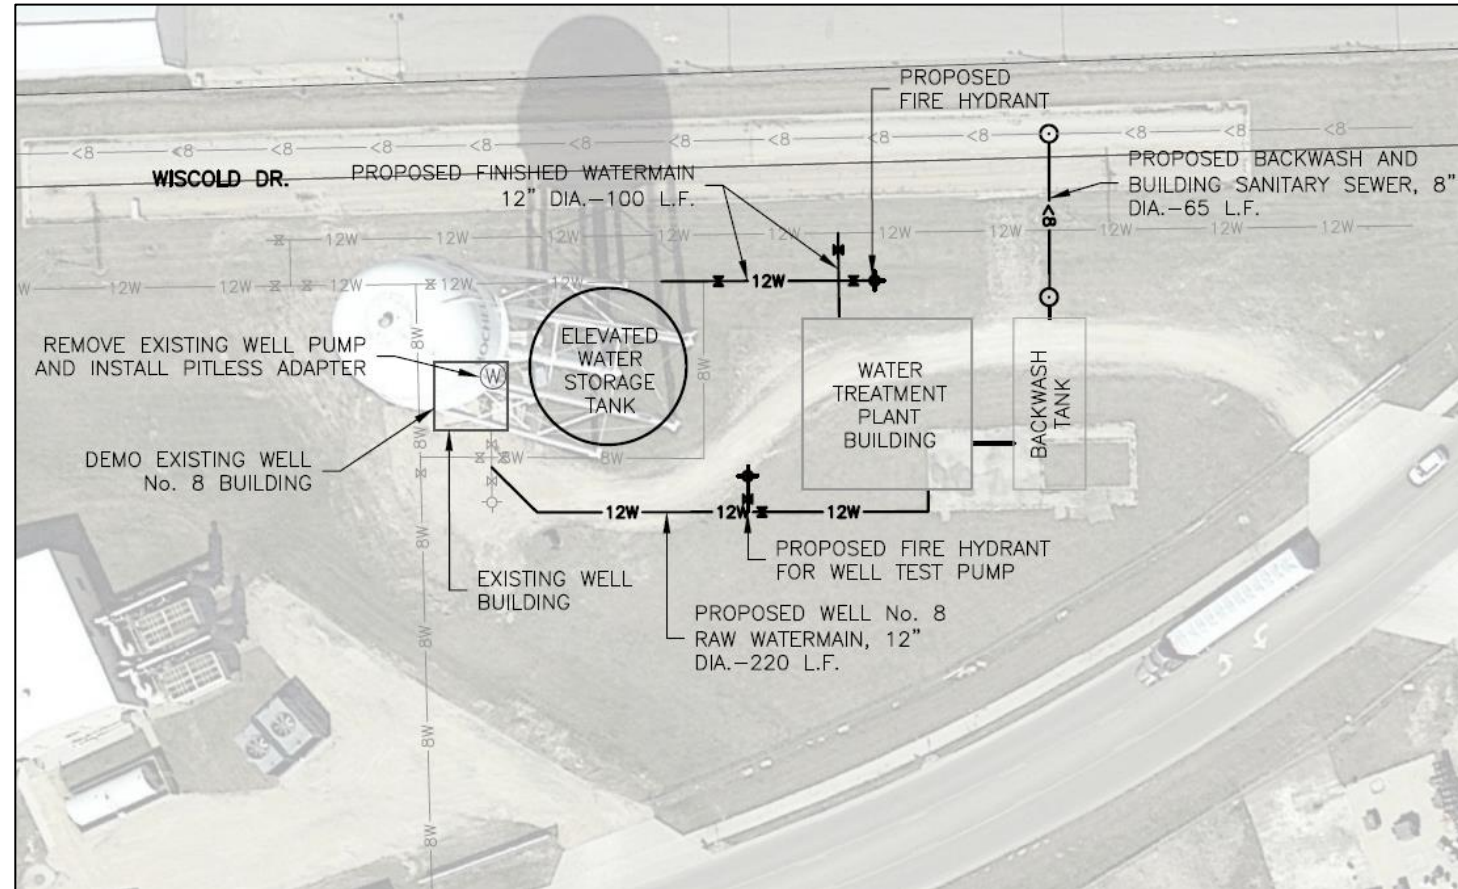 PROPOSED
FIRE HYDRANT
<8 <8 <8 <8 <8 <8 <8 <8 <8 <8 <8 <8
WISCOLD DR.
PROPOSED FINISHED WATERMAIN
12" DIA.-100 L.F.
PROPOSED BACKWASH AND
BUILDING SANITARY SEWER, 8"
DIA.-65 L.F.
<8
12W 12W 12W 12W 12W 12W 12W 12W 12W
W 12W 12W 12W 12W 12W
8W
8W
REMOVE EXISTING WELL PUMP
AND INSTALL PITLESS ADAPTER
W
ELEVATED
WATER
STORAGE
TANK
WATER
TREATMENT
PLANT
BUILDING
BACKWASH
TANK
DEMO EXISTING WELL
No. 8 BUILDING
8W
8W 8W
12W 12W 12W
8W
EXISTING WELL
BUILDING
PROPOSED FIRE HYDRANT
FOR WELL TEST PUMP
PROPOSED WELL No. 8
RAW WATERMAIN, 12"
DIA.-220 L.F.
8W
8W
8W